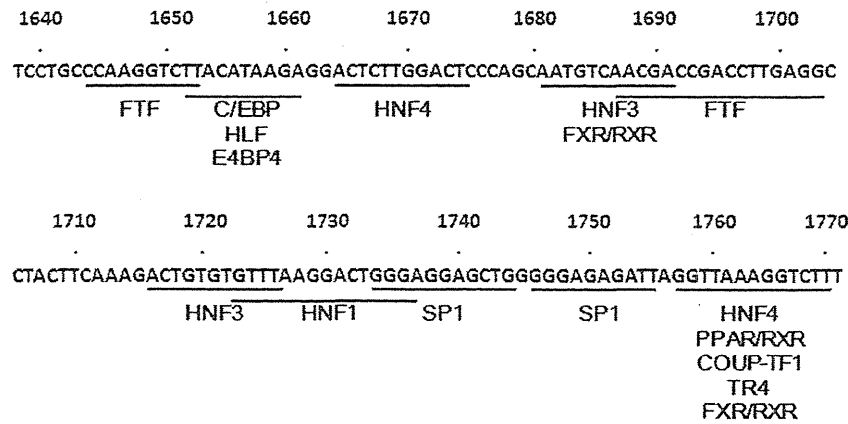 1640 1650 1660 1670 1680 1690 1700
TCCTGCCCAAGGTCTTACATAAGAGGACTCTTGGACTCCCAGCAATGTCAACGACCGACCTTGAGGC
FTF C/EBP HNF4 HNF3 FTF
HLF FXR/RXR
E4BP4
1710 1720 1730 1740 1750 1760 1770
CTACTTCAAAGACTGTGTGTTTAAGGACTGGGAGGAGCTGGGGGAGAGATTAGGTTAAAGGTCTTT
HNF3 HNF1 SP1 SP1 HNF4
PPAR/RXR
COUP-TF1
TR4
FXR/RXR